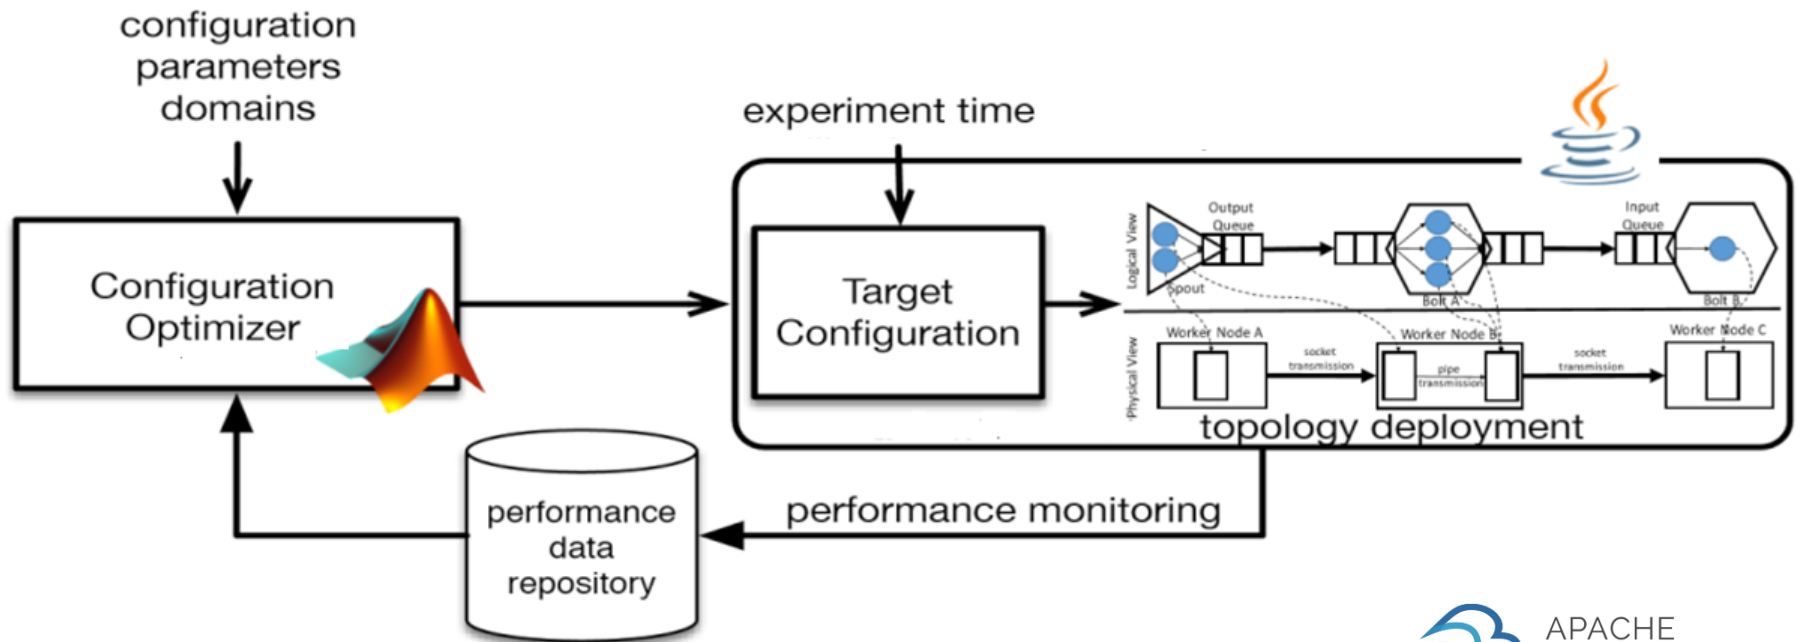 configuration
parameters
domains
experiment time
Configuration
Optimizer
Target
Configuration
Logical View
Output
Queue
Spout
Bolt A
Input
Queue
Bolt B
Physical View
Worker Node A
socket
transmission
Worker Node B
pipe
transmission
socket
transmission
Worker Node C
topology deployment
performance monitoring
performance
data
repository
APACHE